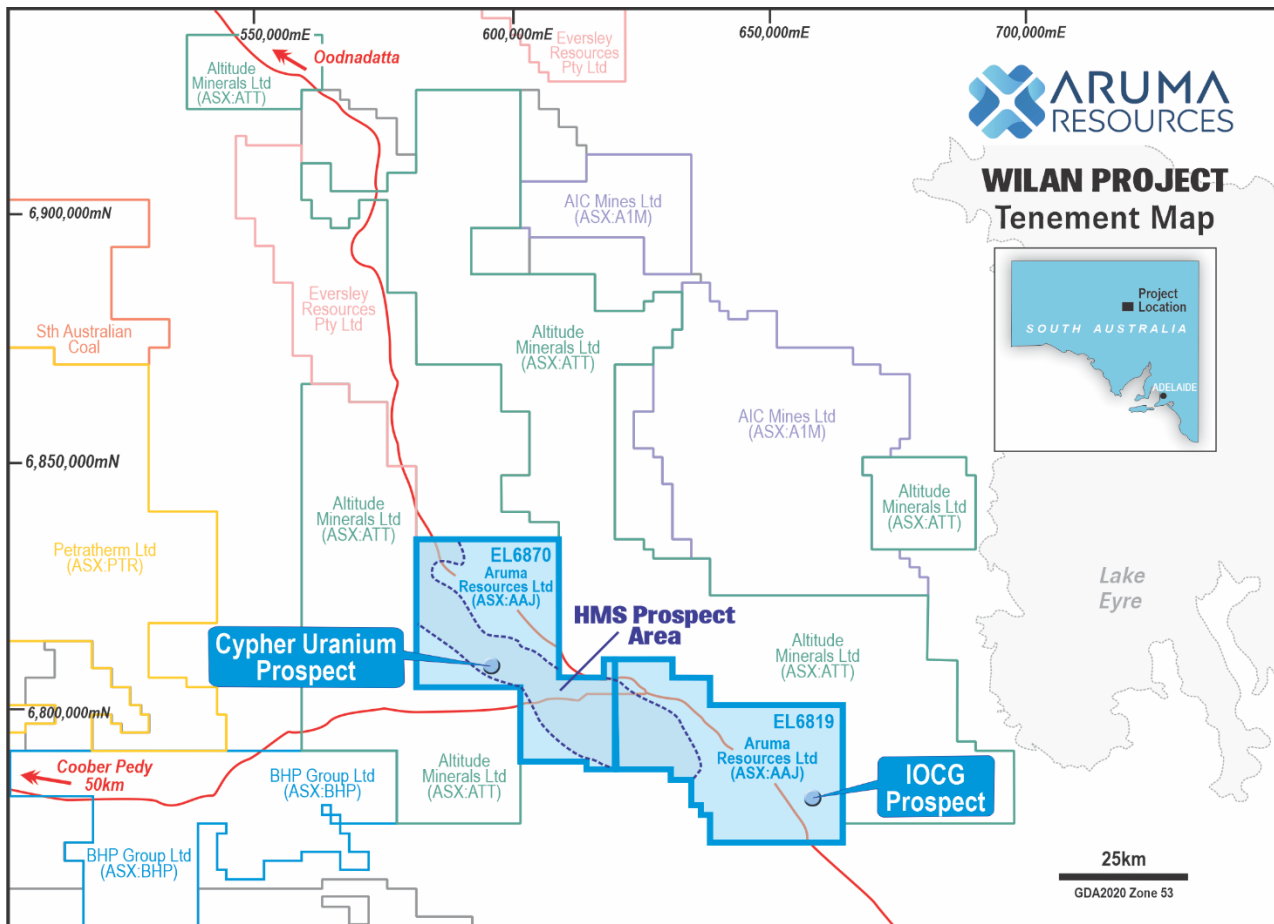 550,000mE
600,000mE
650,000mE
700,000mE
Oodnadatta
Altitude
Minerals Ltd
(ASX:ATT)
Eversley
Resources
Pty Ltd
ARUMA
RESOURCES
WILAN PROJECT
Tenement Map
AIC Mines Ltd
(ASX:A1M)
6,900,000mN
Project
Location
SOUTH AUSTRALIA
ADELAIDE
Eversley
Resources
Pty Ltd
Sth Australian
Coal
Altitude
Minerals Ltd
(ASX:ATT)
AIC Mines Ltd
(ASX:A1M)
6,850,000mN
Altitude
Minerals Ltd
(ASX:ATT)
Altitude
Minerals Ltd
(ASX:ATT)
Petratherm Ltd
(ASX:PTR)
EL6870
Aruma
Resources Ltd
(ASX:AAJ)
Lake
Eyre
HMS Prospect
Area
Cypher Uranium
Prospect
Altitude
Minerals Ltd
(ASX:ATT)
6,800,000mN
EL6819
Aruma
Resources Ltd
(ASX:AAJ)
Coober Pedy
50km
BHP Group Ltd
(ASX:BHP)
Altitude
Minerals Ltd
(ASX:ATT)
IOCG
Prospect
BHP Group Ltd
(ASX:BHP)
25km
GDA2020 Zone 53